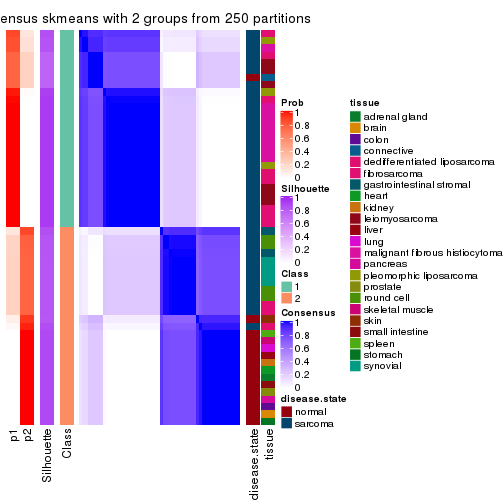 ensus skmeans with 2 groups from 250 partitions
p1
p2
Silhouette
Class
disease.state
tissue
Prob
1
0.8
0.6
0.4
0.2
0
Silhouette
1
0.8
0.6
0.4
0.2
0
Class
1
2
Consensus
1
0.8
0.6
0.4
0.2
0
disease.state
normal
sarcoma
tissue
adrenal gland
brain
colon
connective
dedifferentiated liposarcoma
fibrosarcoma
gastrointestinal stromal
heart
kidney
leiomyosarcoma
liver
lung
malignant fibrous histiocytoma
pancreas
pleomorphic liposarcoma
prostate
round cell
skeletal muscle
skin
small intestine
spleen
stomach
synovial